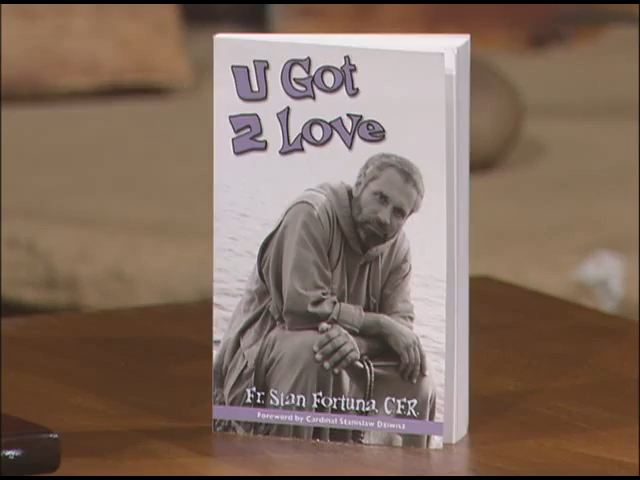 U Got
2 Love
Fr. Stan Fortuna, C.F.R.
Foreword by Cardinal Stanislaw Dziwisz